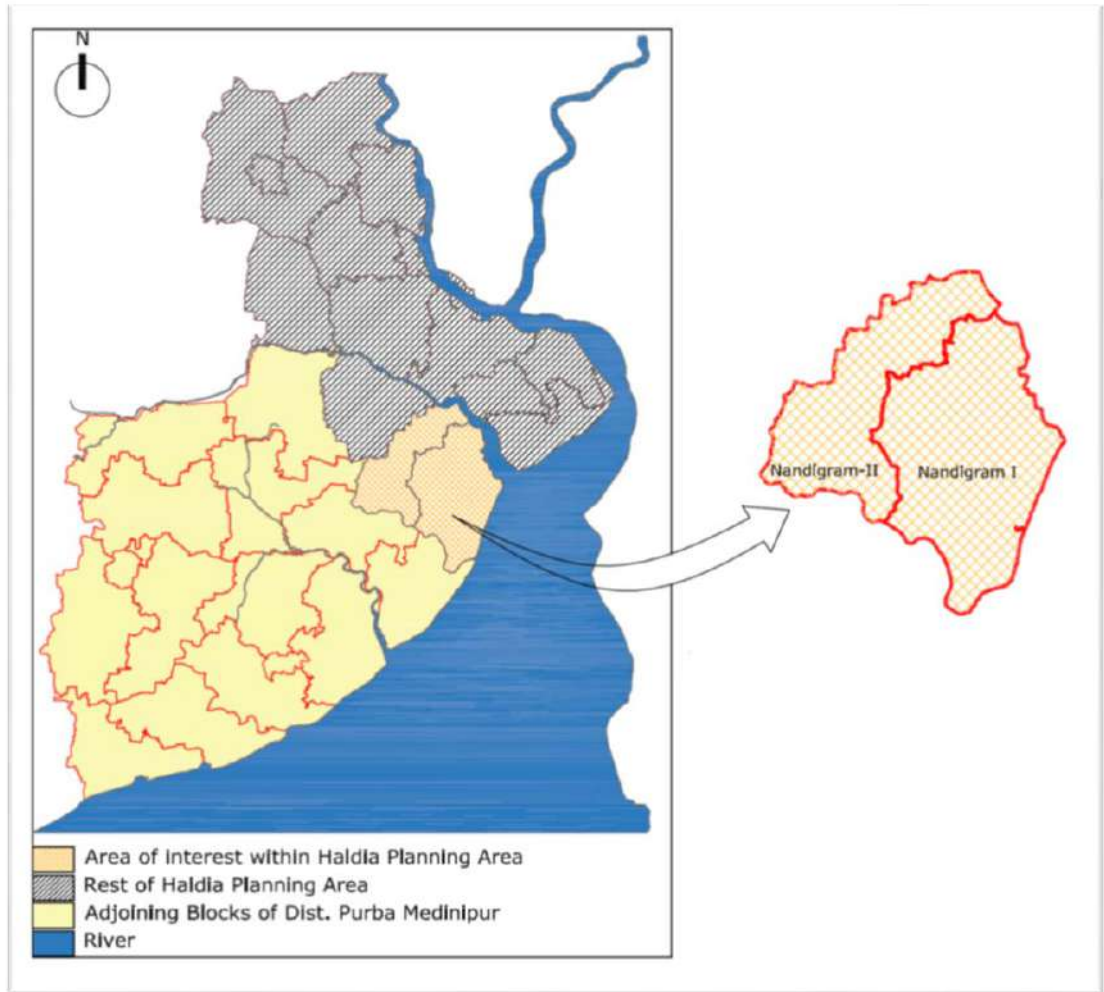 N
Nandigram-II
Nandigram I
Area of interest within Haldia Planning Area
Rest of Haldia Planning Area
Adjoining Blocks of Dist. Purba Medinipur
River